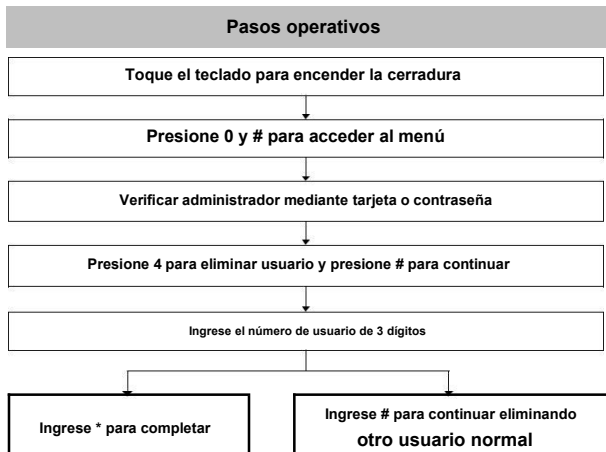 Pasos operativos
Toque el teclado para encender la cerradura
Presione 0 y # para acceder al menú
Verificar administrador mediante tarjeta o contraseña
Presione 4 para eliminar usuario y presione # para continuar
Ingrese el número de usuario de 3 dígitos
Ingrese * para completar
Ingrese # para continuar eliminando
otro usuario normal